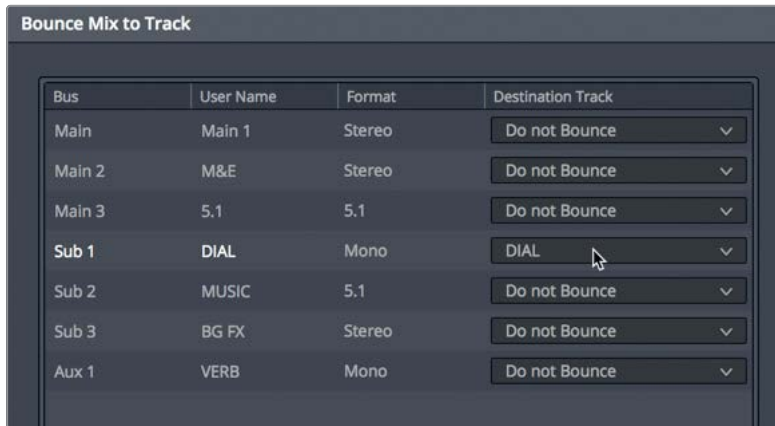 Bounce Mix to Track
Bus User Name Format Destination Track
Main Main 1 Stereo Do not Bounce
Main 2 M&E Stereo Do not Bounce
Main 3 5.1 5.1 Do not Bounce
Sub 1 DIAL Mono DIAL
Sub 2 MUSIC 5.1 Do not Bounce
Sub 3 BG FX Stereo Do not Bounce
Aux 1 VERB Mono Do not Bounce